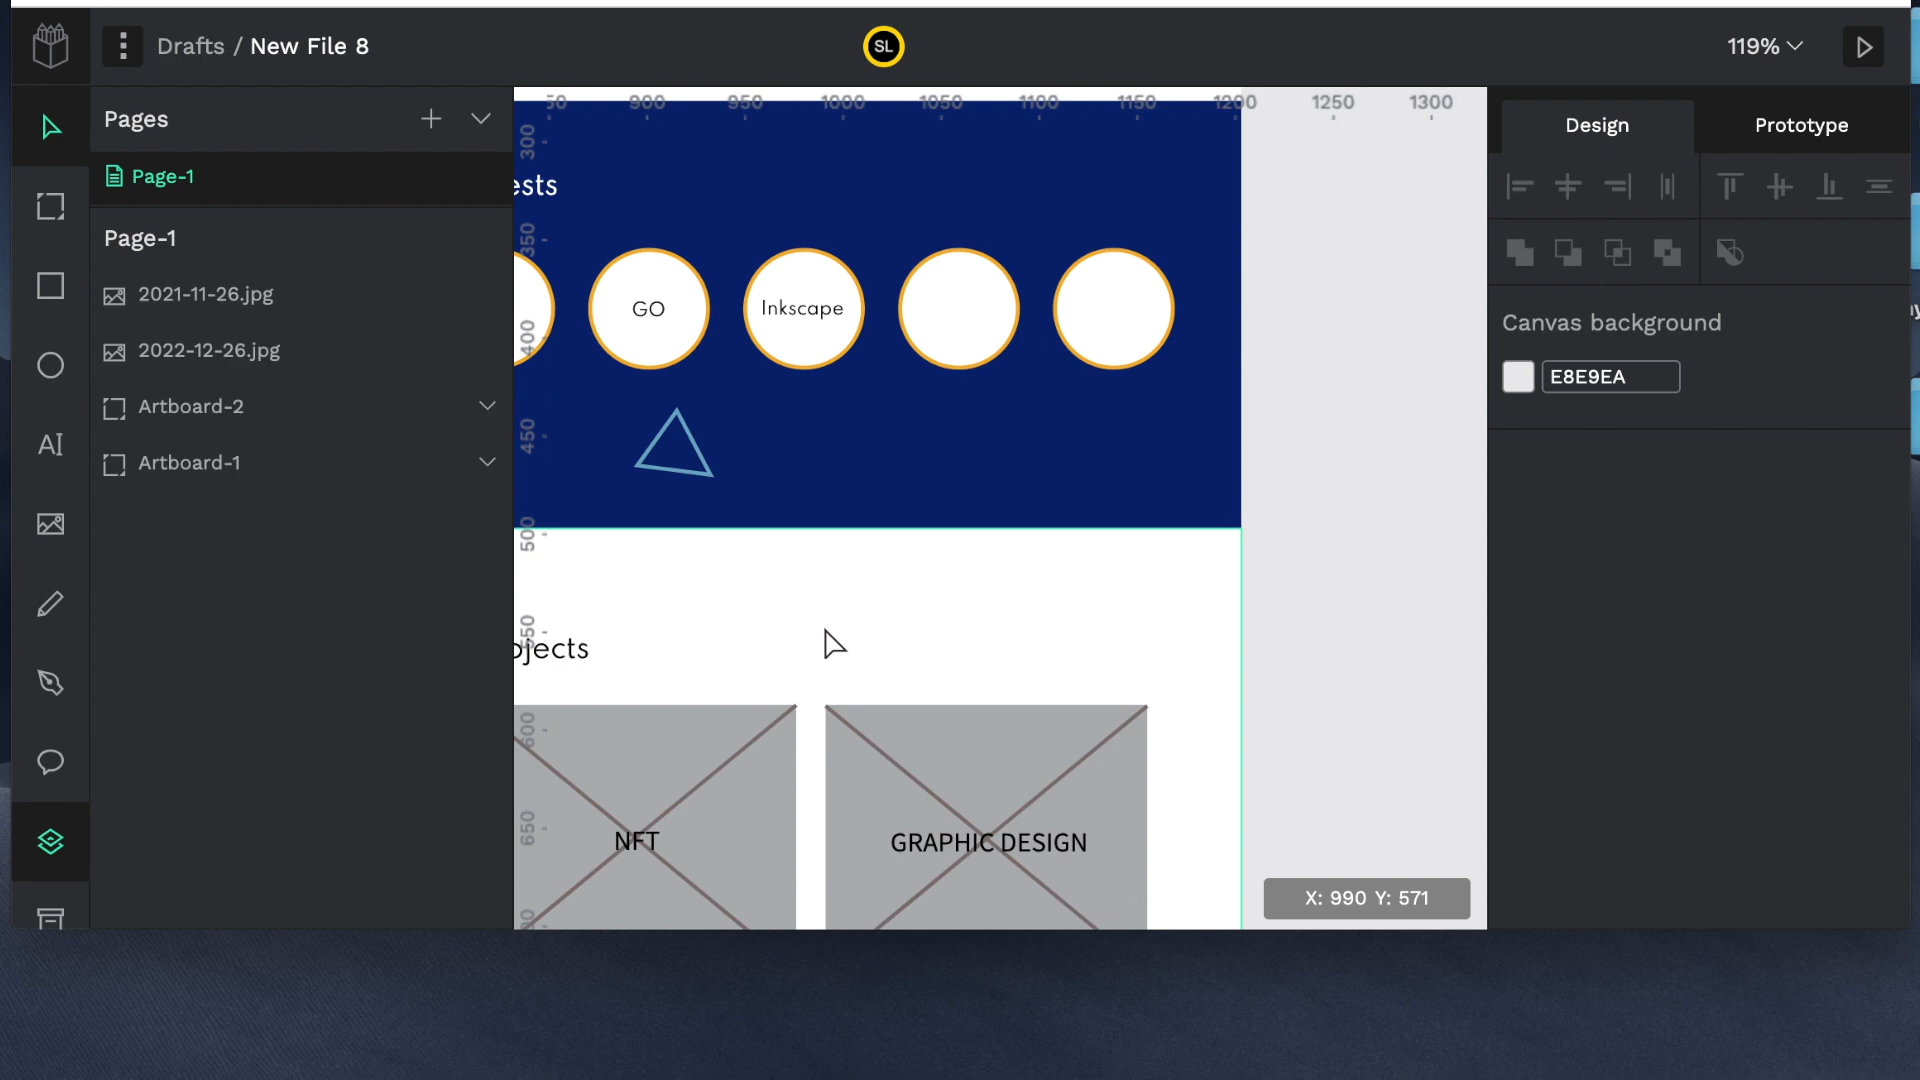 Drafts / New File 8
SL
119%
Pages
Page-1
Page-1
2021-11-26.jpg
2022-12-26.jpg
Artboard-2
Artboard-1
AI
50 900 950 1000 1050 1100 1150 1200 1250 1300
300
350
400
450
500
550
600
650
ests
GO
Inkscape
ojects
NFT
GRAPHIC DESIGN
X: 990 Y: 571
Design
Prototype
Canvas background
E8E9EA